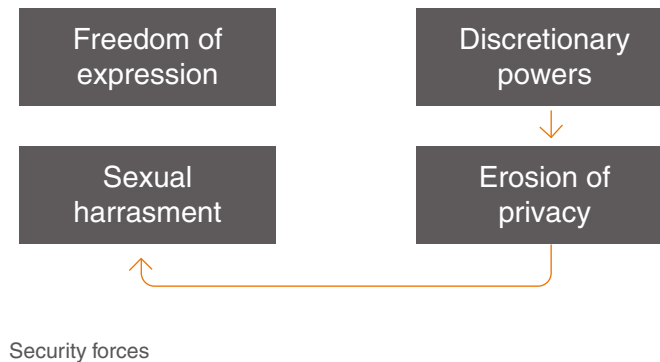 Freedom of
expression
Discretionary
powers
Sexual
harrasment
Erosion of
privacy
Security forces